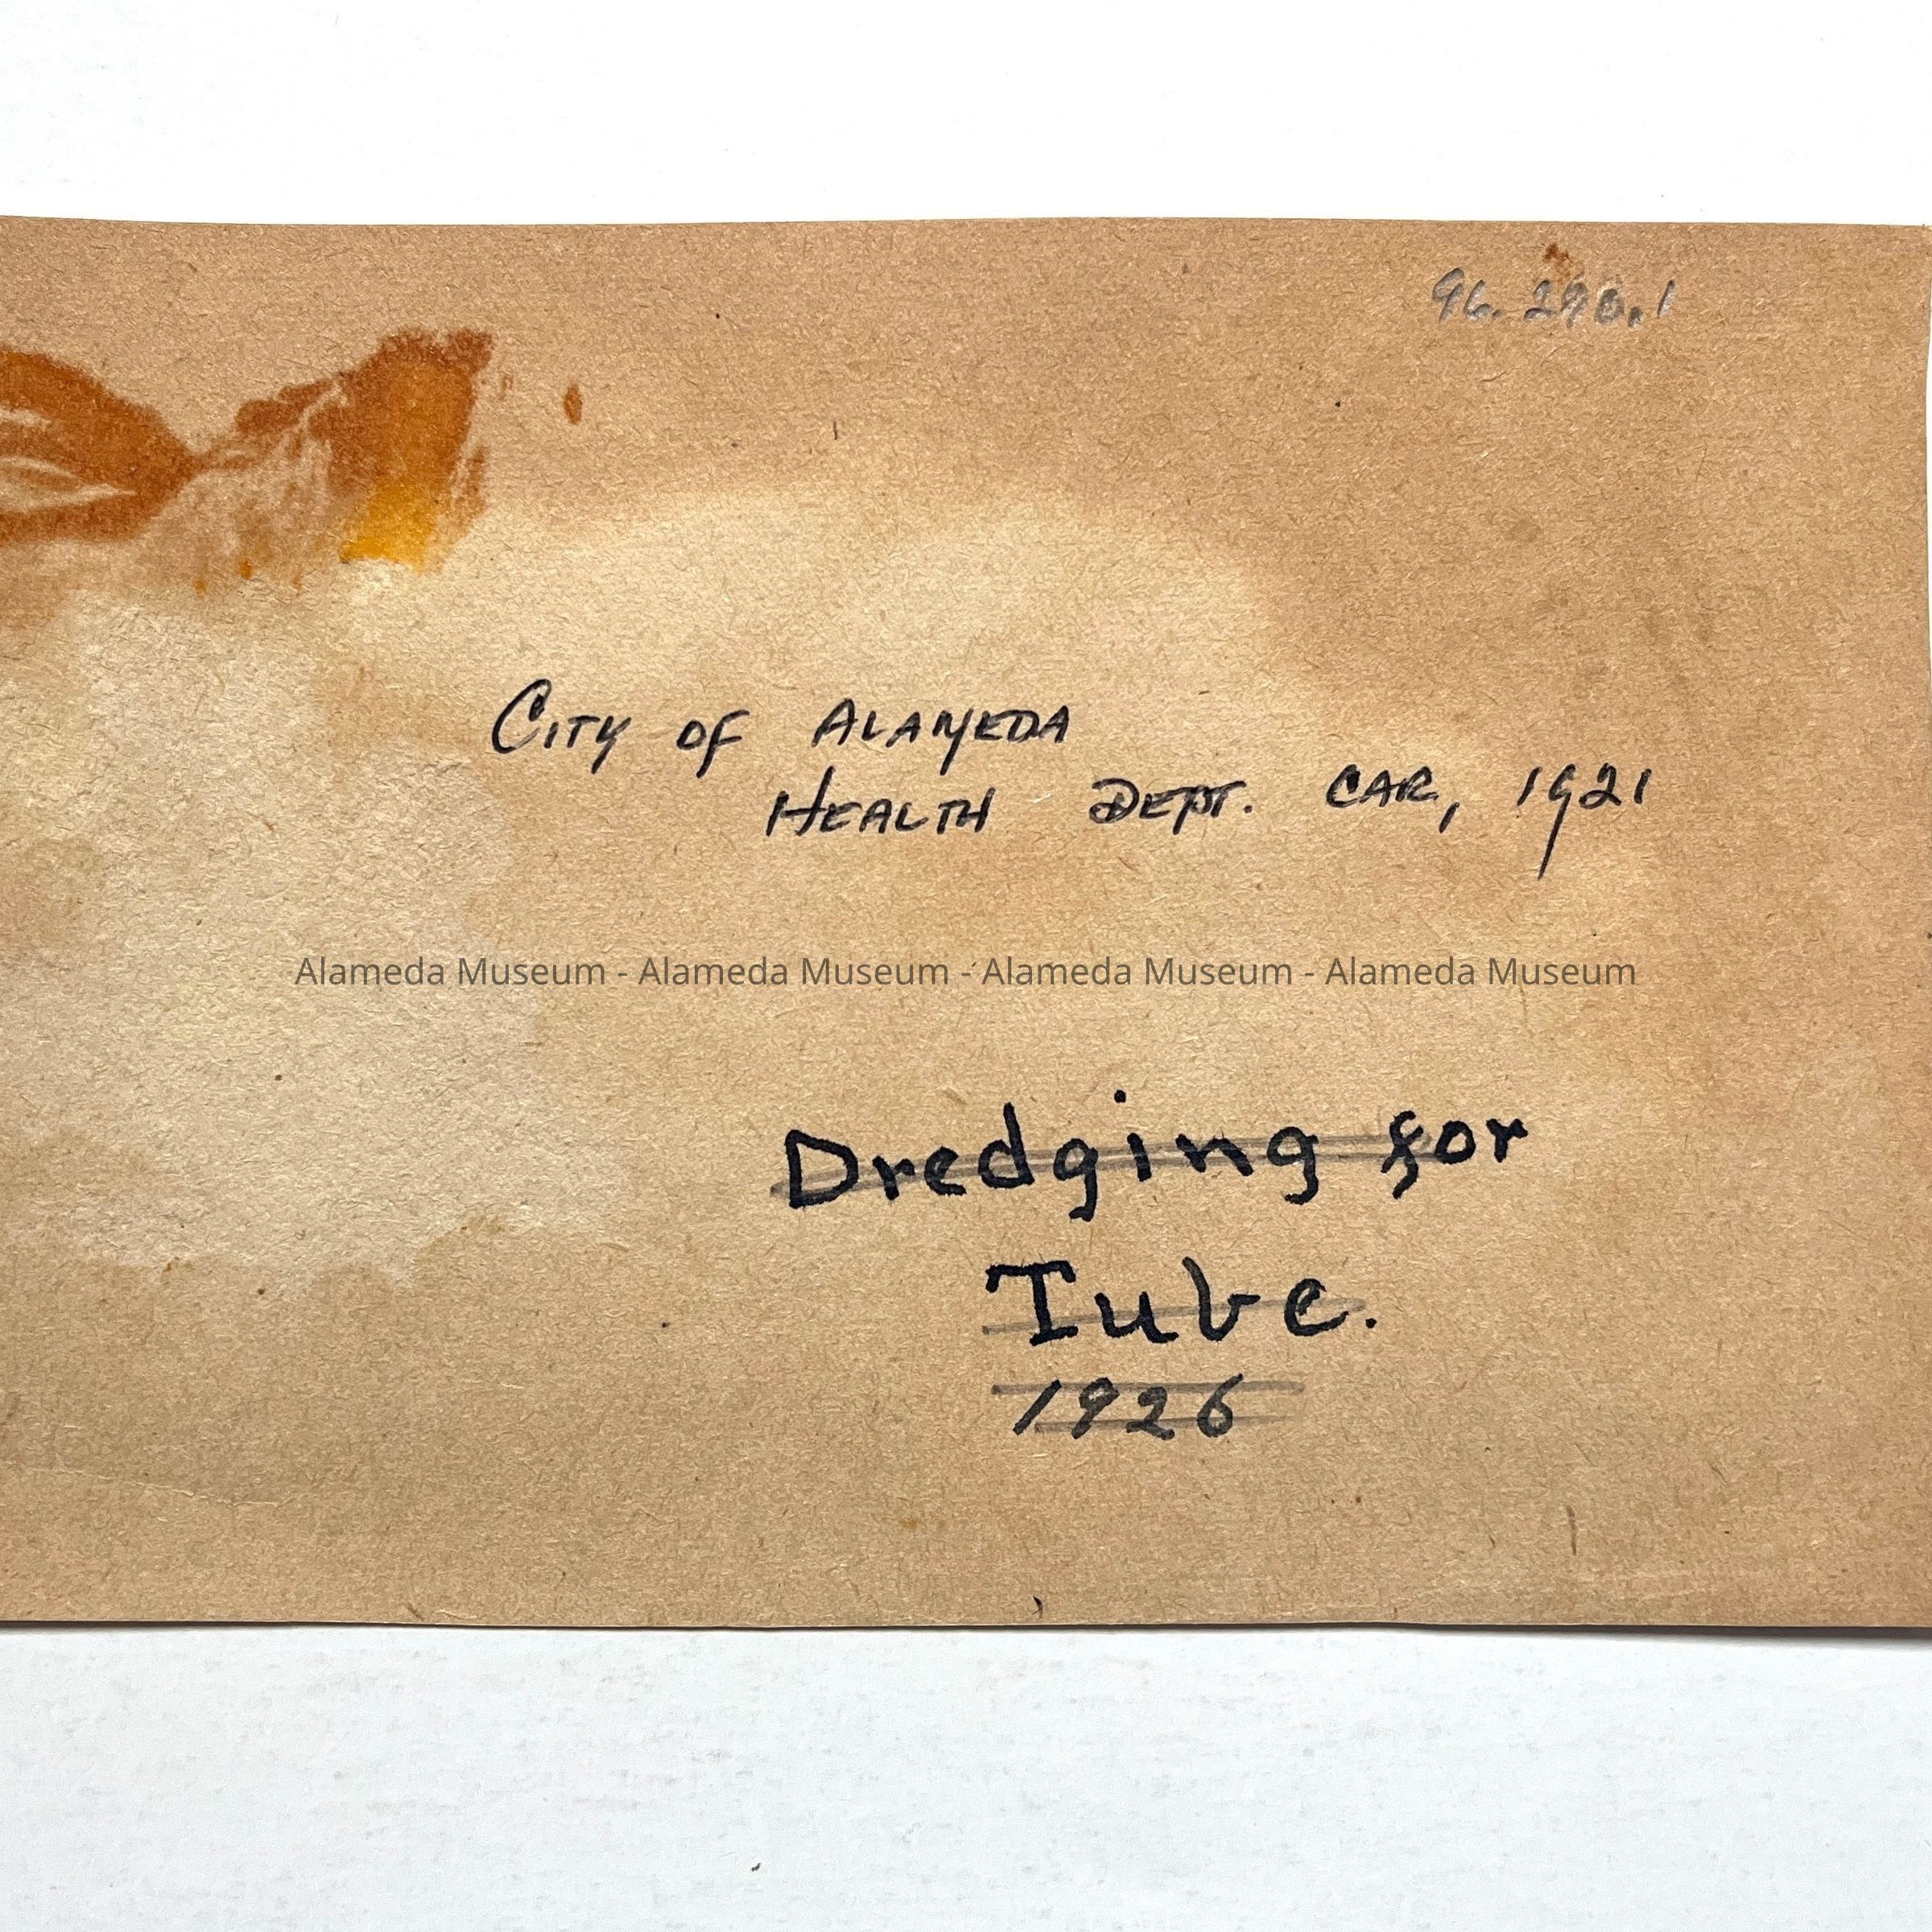 96.290.1
City of Alameda
Health Dept. Car, 1921
Alameda Museum - Alameda Museum - Alameda Museum - Alameda Museum
Dredging for
Tube.
1926